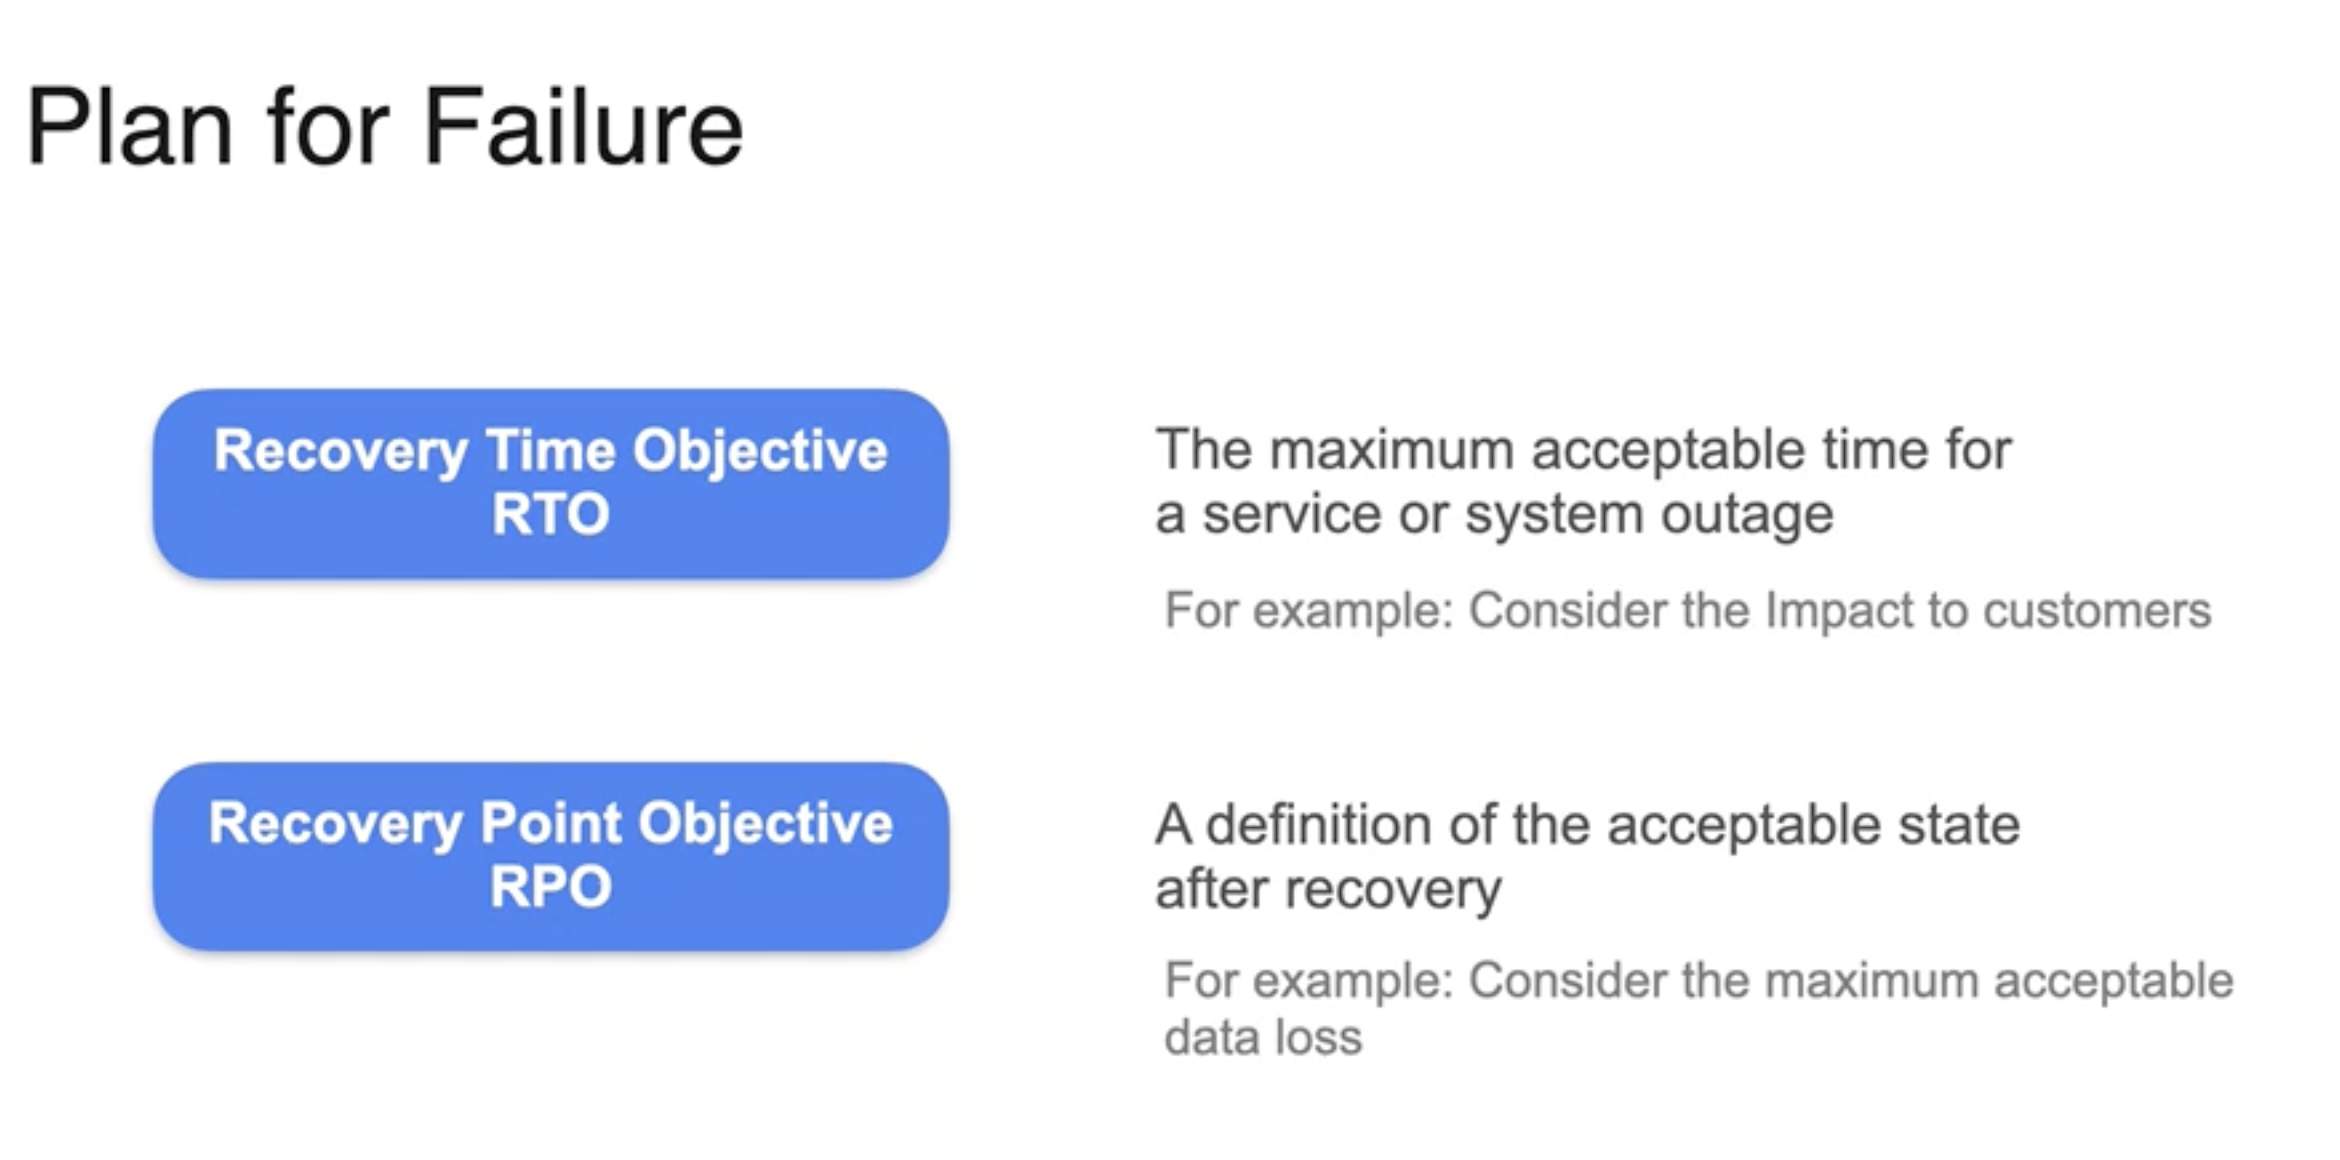 Plan for Failure
Recovery Time Objective
RTO
The maximum acceptable time for
a service or system outage
For example: Consider the Impact to customers
Recovery Point Objective
RPO
A definition of the acceptable state
after recovery
For example: Consider the maximum acceptable
data loss